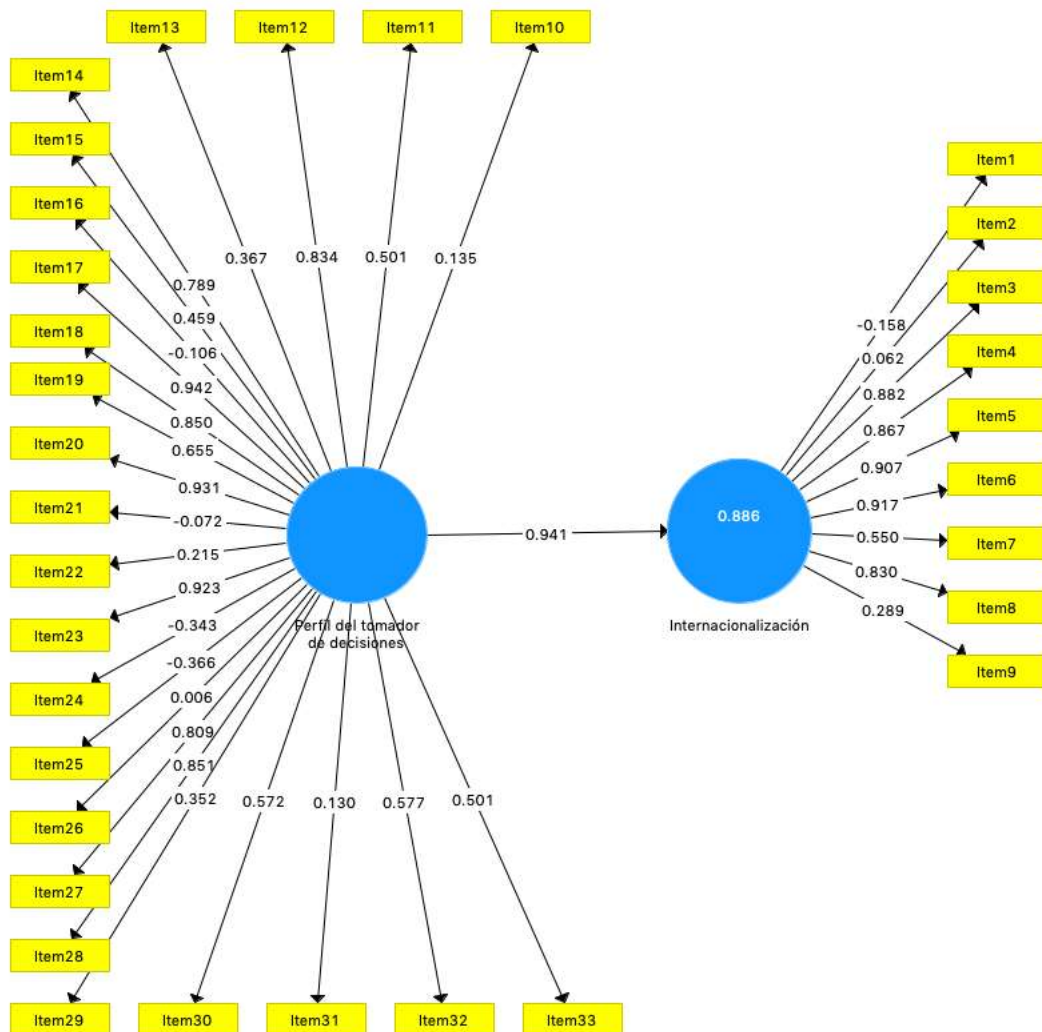 Item13
Item12
Item11
Item10
Item14
Item15
Item16
Item17
Item18
Item19
Item20
Item21
Item22
Item23
Item24
Item25
Item26
Item27
Item28
Item29
Item30
Item31
Item32
Item33
0.367
0.834
0.501
0.135
0.789
0.459
-0.106
0.942
0.850
0.655
0.931
-0.072
0.215
0.923
-0.343
-0.366
0.006
0.809
0.851
0.352
0.572
0.130
0.577
0.501
Perfil del tomador
de decisiones
0.941
0.886
Internacionalización
-0.158
0.062
0.882
0.867
0.907
0.917
0.550
0.830
0.289
Item1
Item2
Item3
Item4
Item5
Item6
Item7
Item8
Item9